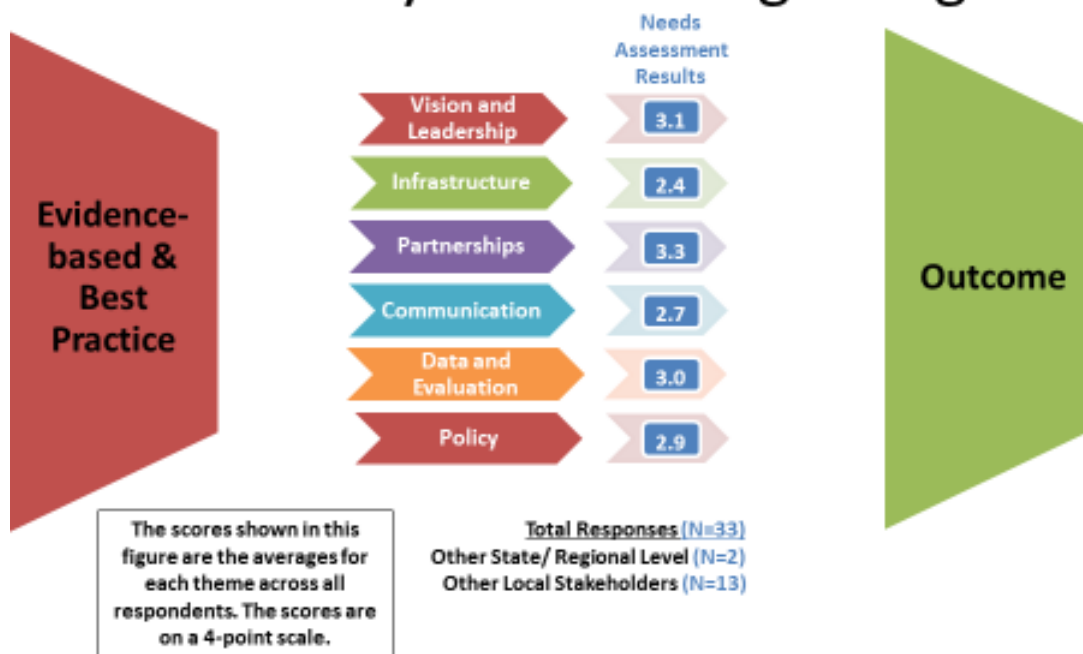 Needs
Assessment
Results
Vision and
Leadership
3.1
Infrastructure
2.4
Evidence-
based &
Best
Practice
Partnerships
3.3
Outcome
Communication
2.7
Data and
Evaluation
3.0
Policy
2.9
The scores shown in this
figure are the averages for
each theme across all
respondents. The scores are
on a 4-point scale.
Total Responses (N=33)
Other State/ Regional Level (N=2)
Other Local Stakeholders (N=13)